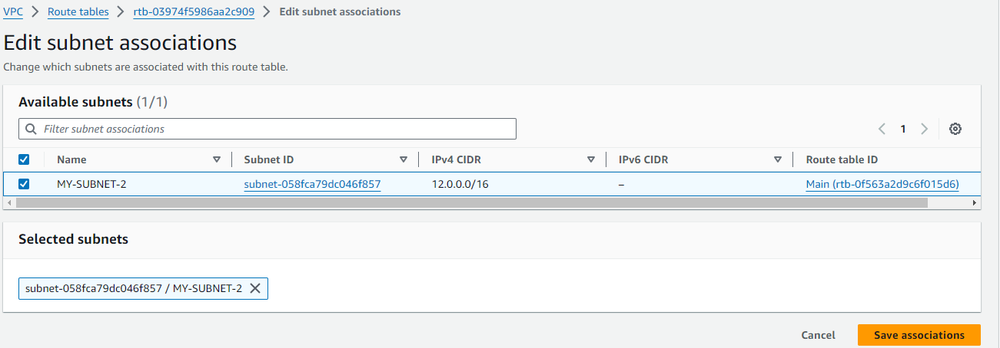 VPC > Route tables > rtb-03974f5986aa2c909 > Edit subnet associations
Edit subnet associations
Change which subnets are associated with this route table.
Available subnets (1/1)
Filter subnet associations
1
Name Subnet ID IPv4 CIDR IPv6 CIDR Route table ID
MY-SUBNET-2 subnet-058fca79dc046f857 12.0.0.0/16 – Main (rtb-0f563a2d9c6f015d6)
Selected subnets
subnet-058fca79dc046f857 / MY-SUBNET-2
Cancel Save associations